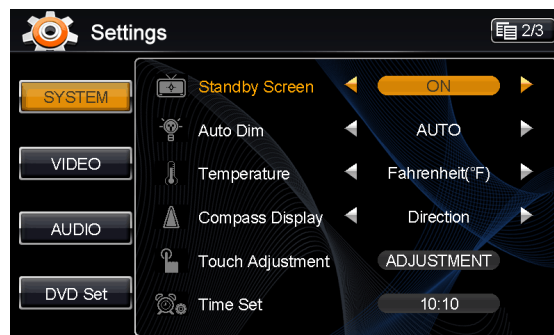 Settings
2/3
SYSTEM
VIDEO
AUDIO
DVD Set
Standby Screen ON
Auto Dim AUTO
Temperature Fahrenheit(°F)
Compass Display Direction
Touch Adjustment ADJUSTMENT
Time Set 10:10